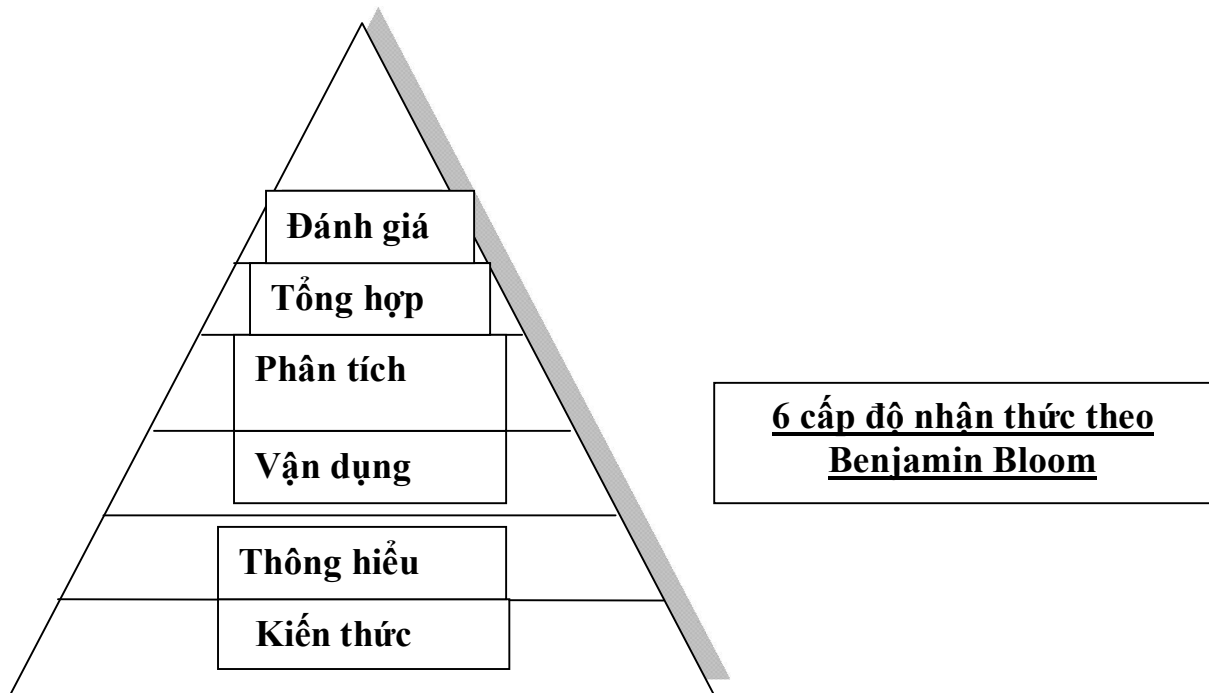 Đánh giá
Tổng hợp
Phân tích
Vận dụng
Thông hiểu
Kiến thức
6 cấp độ nhận thức theo
Benjamin Bloom